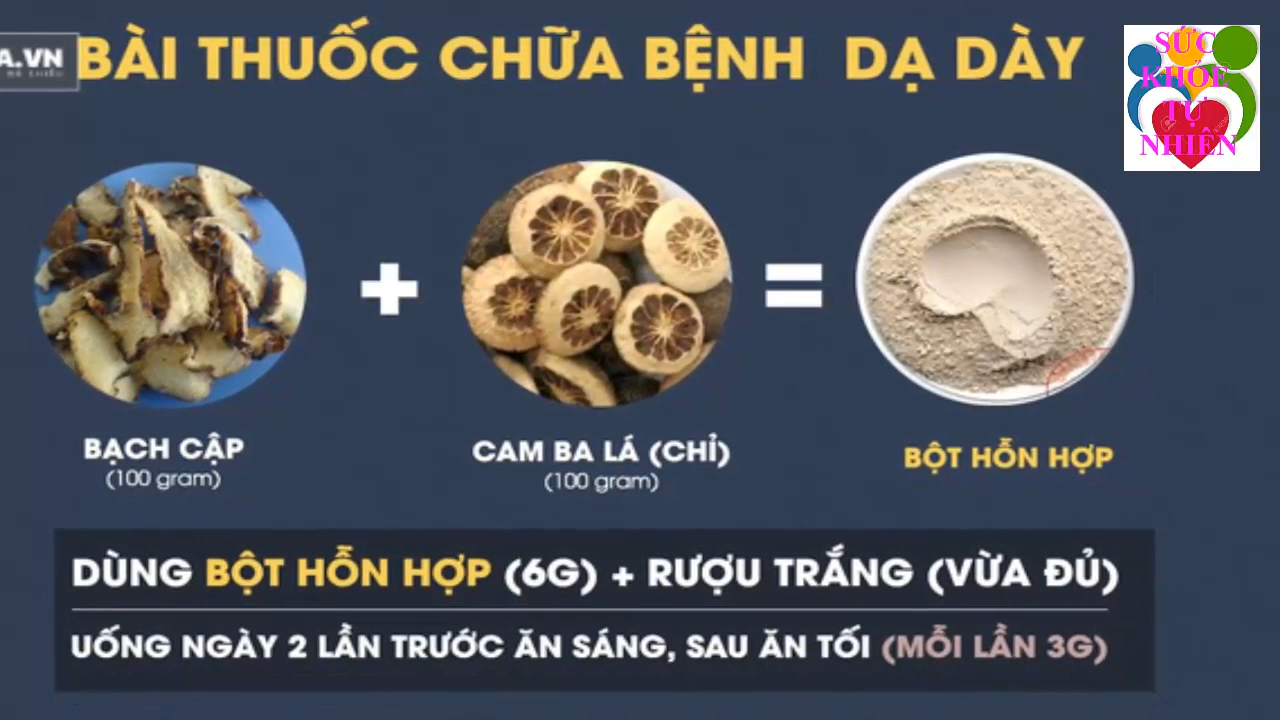 A.VN
BÀI THUỐC CHỮA BỆNH DẠ DÀY
SỨC
KHỎE
TỰ
NHIÊN
BẠCH CẬP
(100 gram)
CAM BA LÁ (CHỈ)
(100 gram)
BỘT HỖN HỢP
DÙNG BỘT HỖN HỢP (6G) + RƯỢU TRẮNG (VỪA ĐỦ)
UỐNG NGÀY 2 LẦN TRƯỚC ĂN SÁNG, SAU ĂN TỐI (MỖI LẦN 3G)